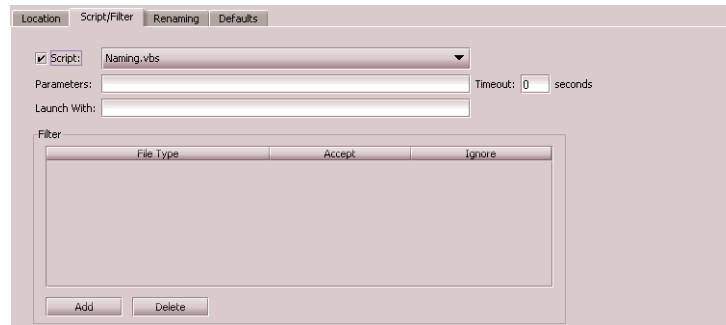 Location Script/Filter Renaming Defaults
Script: Naming.vbs
Parameters: Timeout: 0 seconds
Launch With:
Filter
File Type Accept Ignore
Add Delete